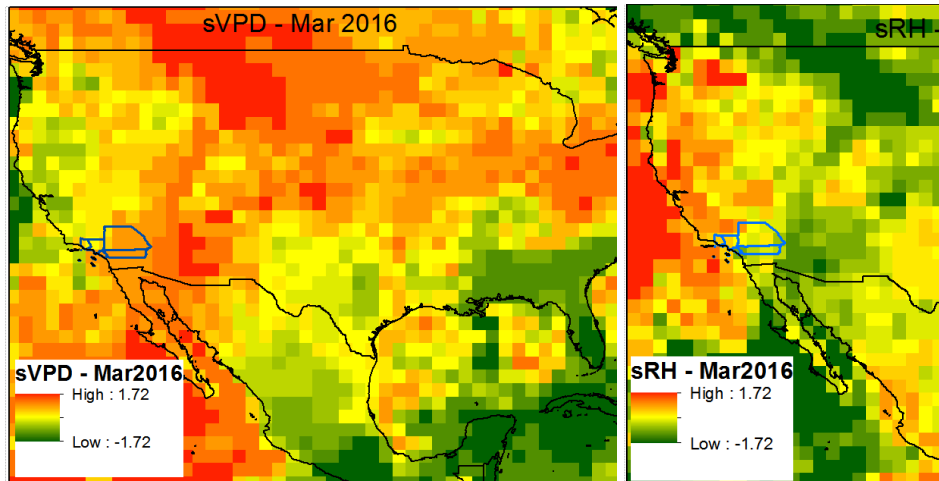 sVPD - Mar 2016
sVPD - Mar2016
High : 1.72
Low : -1.72
sRH -
sRH - Mar2016
High : 1.72
Low : -1.72